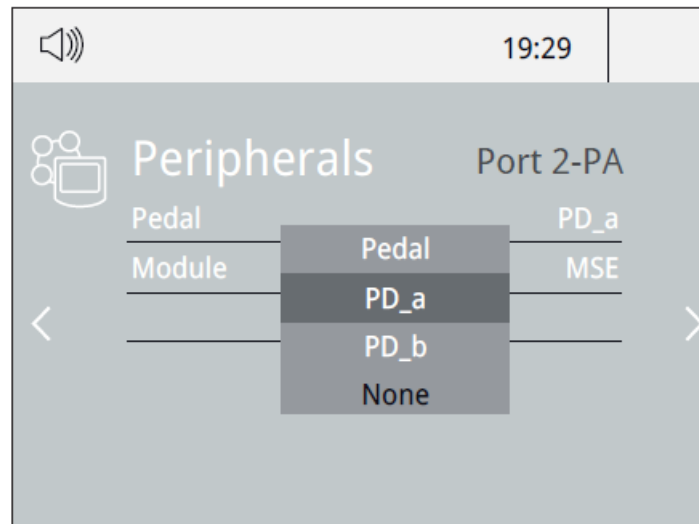 19:29
Peripherals Port 2-PA
Pedal PD_a
Pedal
Module MSE
PD_a
PD_b
None